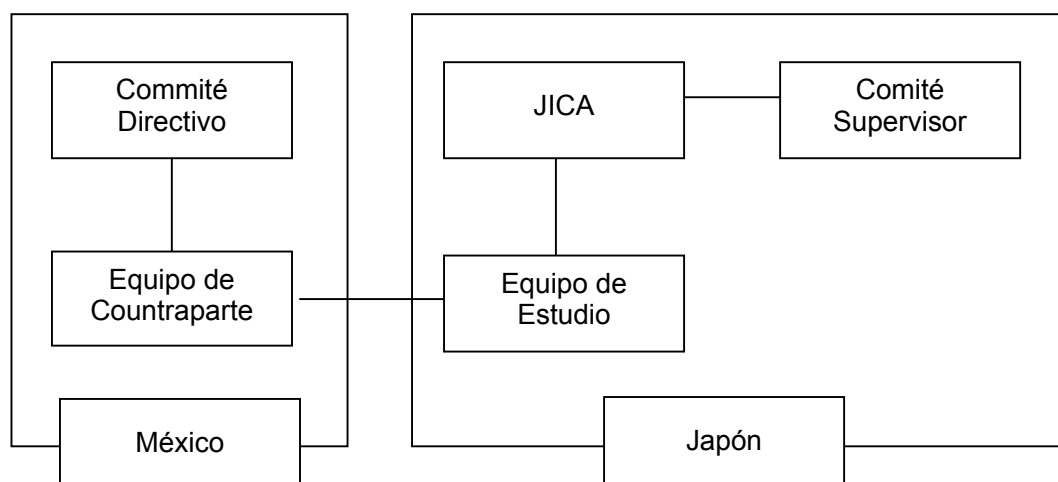 Commité
Directivo
JICA
Comité
Supervisor
Equipo de
Countraparte
Equipo de
Estudio
México
Japón